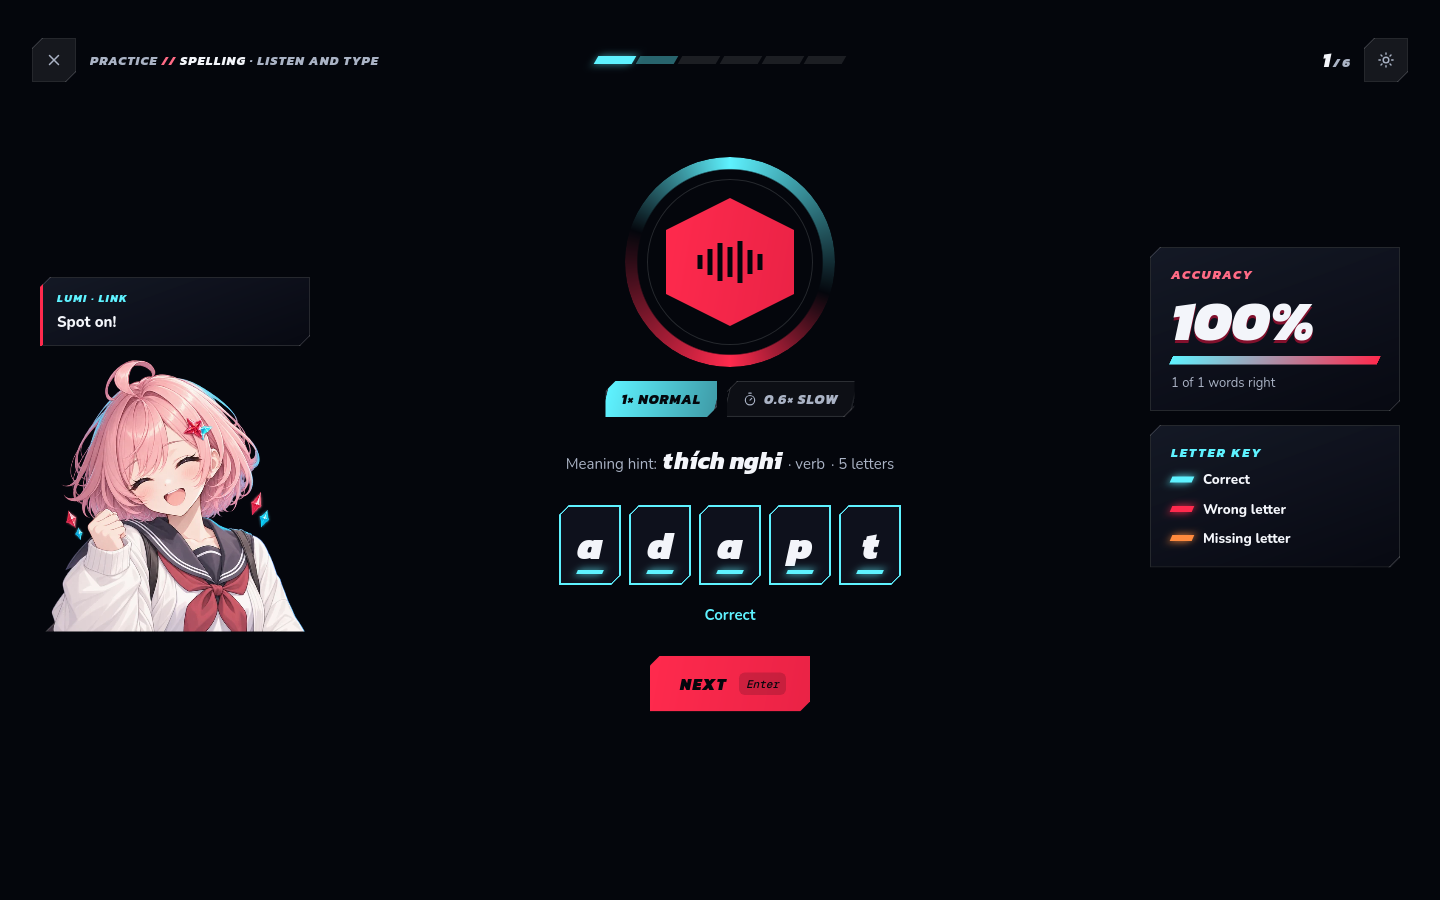 PRACTICE // SPELLING · LISTEN AND TYPE
1/6
LUMI · LINK
Spot on!
1× NORMAL
0.6× SLOW
Meaning hint: thích nghi · verb · 5 letters
a d a p t
Correct
NEXT Enter
ACCURACY
100%
1 of 1 words right
LETTER KEY
Correct
Wrong letter
Missing letter